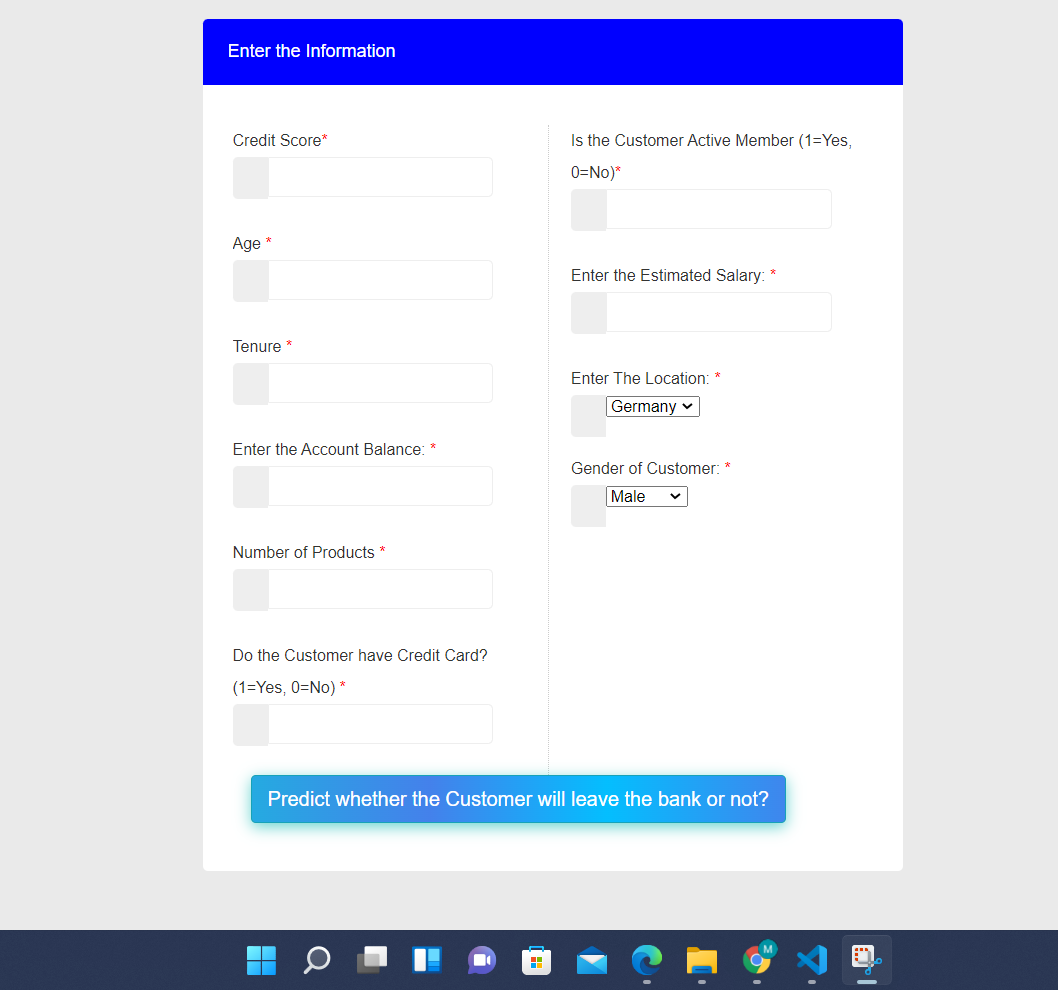 Enter the Information
Credit Score*
Age *
Tenure *
Enter the Account Balance: *
Number of Products *
Do the Customer have Credit Card?
(1=Yes, 0=No) *
Is the Customer Active Member (1=Yes,
0=No)*
Enter the Estimated Salary: *
Enter The Location: *
Germany
Gender of Customer: *
Male
Predict whether the Customer will leave the bank or not?
M